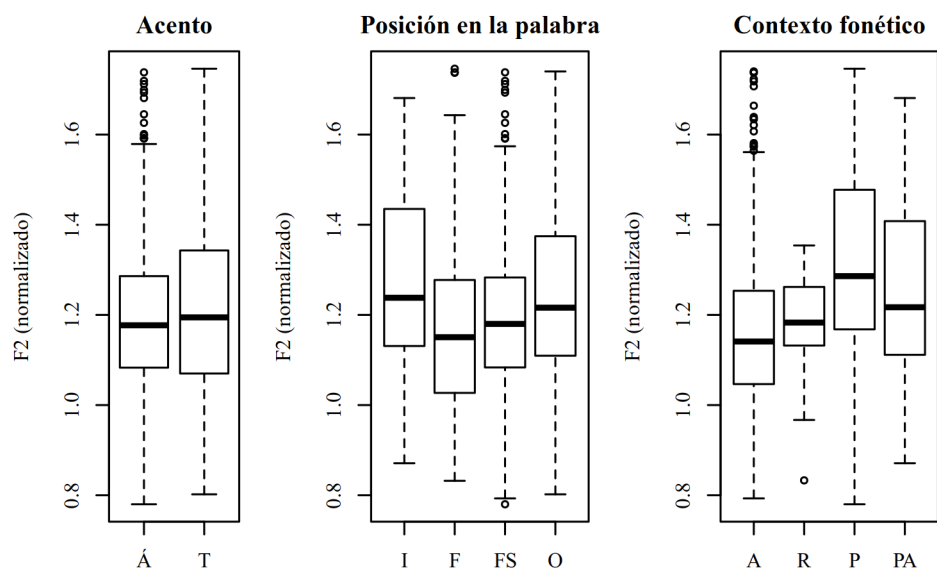 Acento
F2 (normalizado)
0.8 1.0 1.2 1.4 1.6
Á T
Posición en la palabra
F2 (normalizado)
0.8 1.0 1.2 1.4 1.6
I F FS O
Contexto fonético
F2 (normalizado)
0.8 1.0 1.2 1.4 1.6
A R P PA